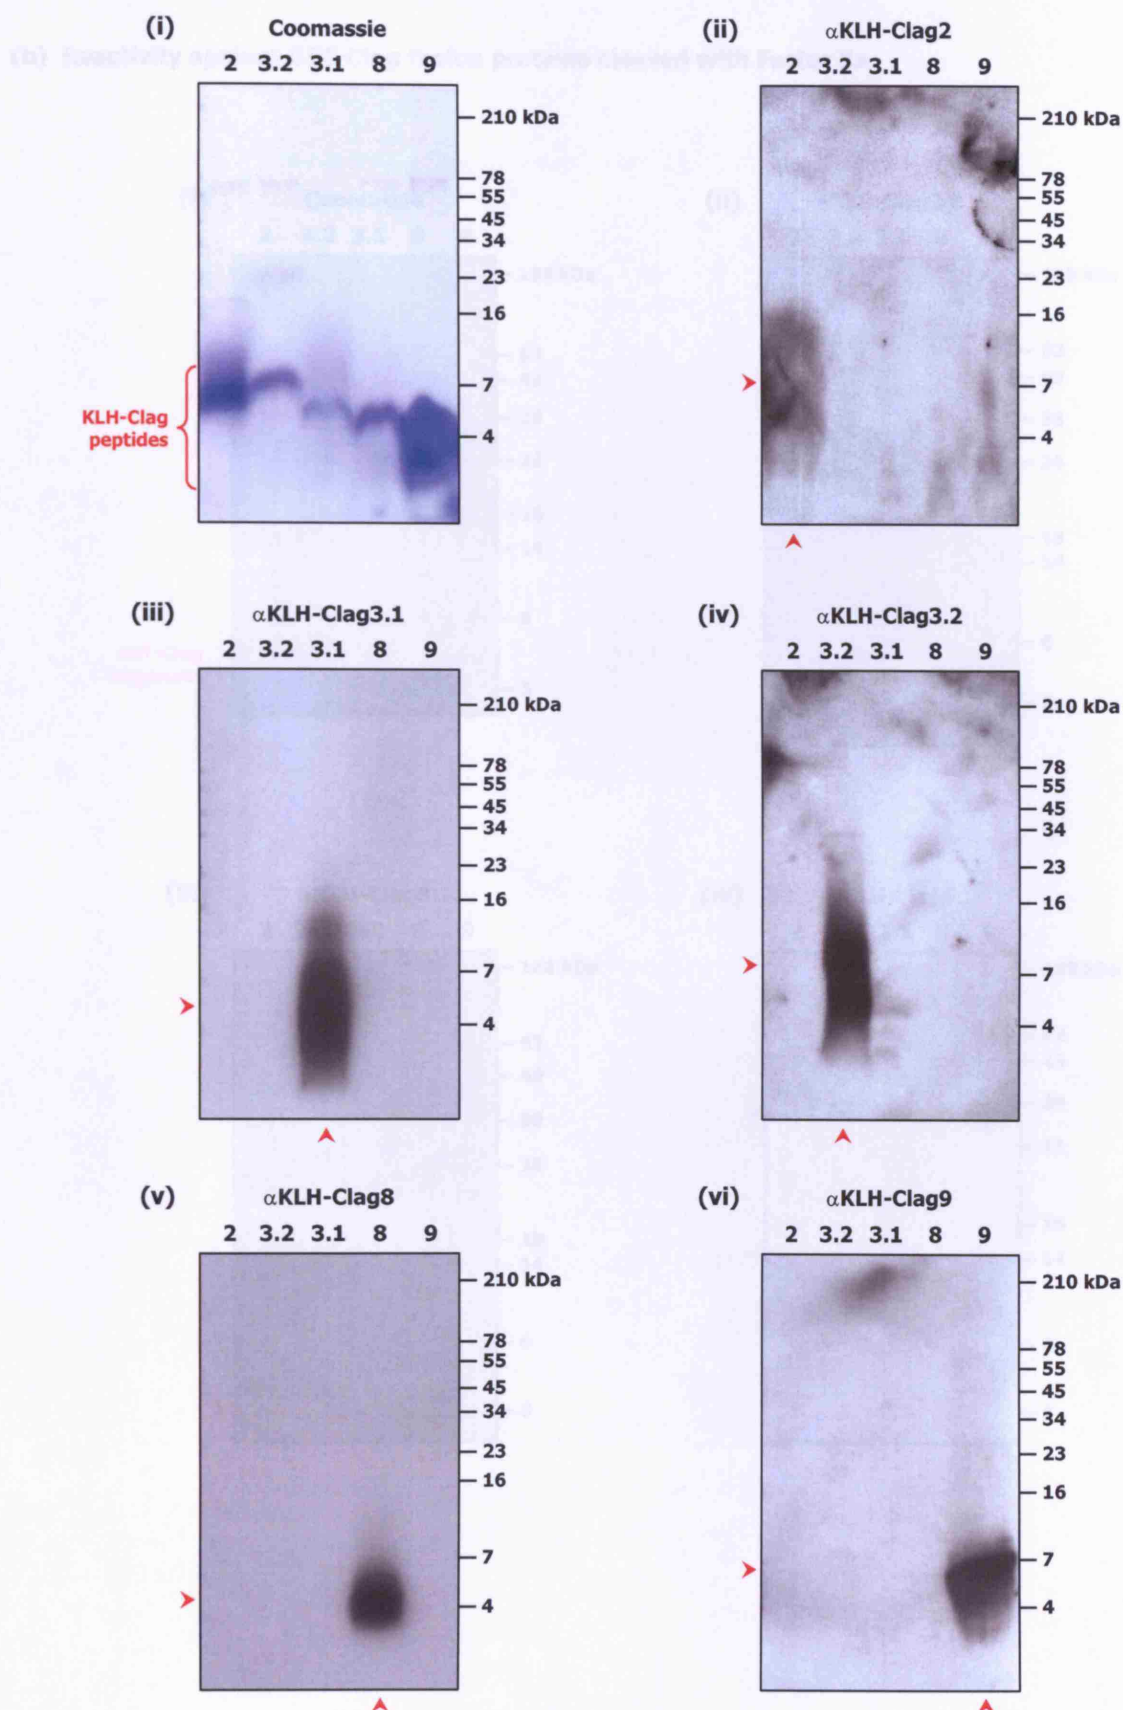 (i) Coomassie
2 3.2 3.1 8 9
210 kDa
78
55
45
34
23
16
7
4
KLH-Clag
peptides
(ii) αKLH-Clag2
2 3.2 3.1 8 9
210 kDa
78
55
45
34
23
16
7
4
(iii) αKLH-Clag3.1
2 3.2 3.1 8 9
210 kDa
78
55
45
34
23
16
7
4
(iv) αKLH-Clag3.2
2 3.2 3.1 8 9
210 kDa
78
55
45
34
23
16
7
4
(v) αKLH-Clag8
2 3.2 3.1 8 9
210 kDa
78
55
45
34
23
16
7
4
(vi) αKLH-Clag9
2 3.2 3.1 8 9
210 kDa
78
55
45
34
23
16
7
4